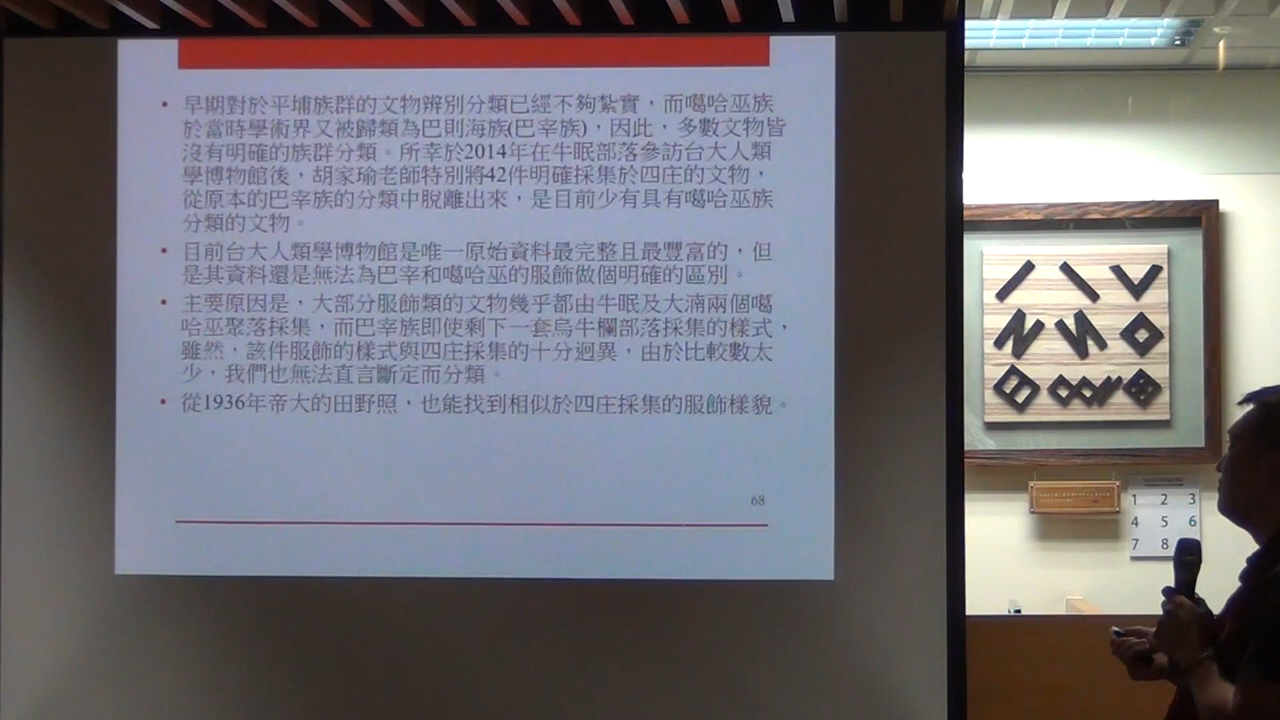 • 早期對於平埔族群的文物辨別分類已經不夠紮實，而噶哈巫族
於當時學術界又被歸類為巴則海族(巴宰族)，因此，多數文物皆
沒有明確的族群分類。所幸於2014年在牛眠部落參訪台大人類
學博物館後，胡家瑜老師特別將42件明確採集於四庄的文物，
從原本的巴宰族的分類中脫離出來，是目前少有具有噶哈巫族
分類的文物。
• 目前台大人類學博物館是唯一原始資料最完整且最豐富的，但
是其資料還是無法為巴宰和噶哈巫的服飾做個明確的區別。
• 主要原因是，大部分服飾類的文物幾乎都由牛眠及大湳兩個噶
哈巫聚落採集，而巴宰族即使剩下一套烏牛欄部落採集的樣式，
雖然，該件服飾的樣式與四庄採集的十分迥異，由於比較數太
少，我們也無法直言斷定而分類。
• 從1936年帝大的田野照，也能找到相似於四庄採集的服飾樣貌。
68
1 2 3
4 5 6
7 8